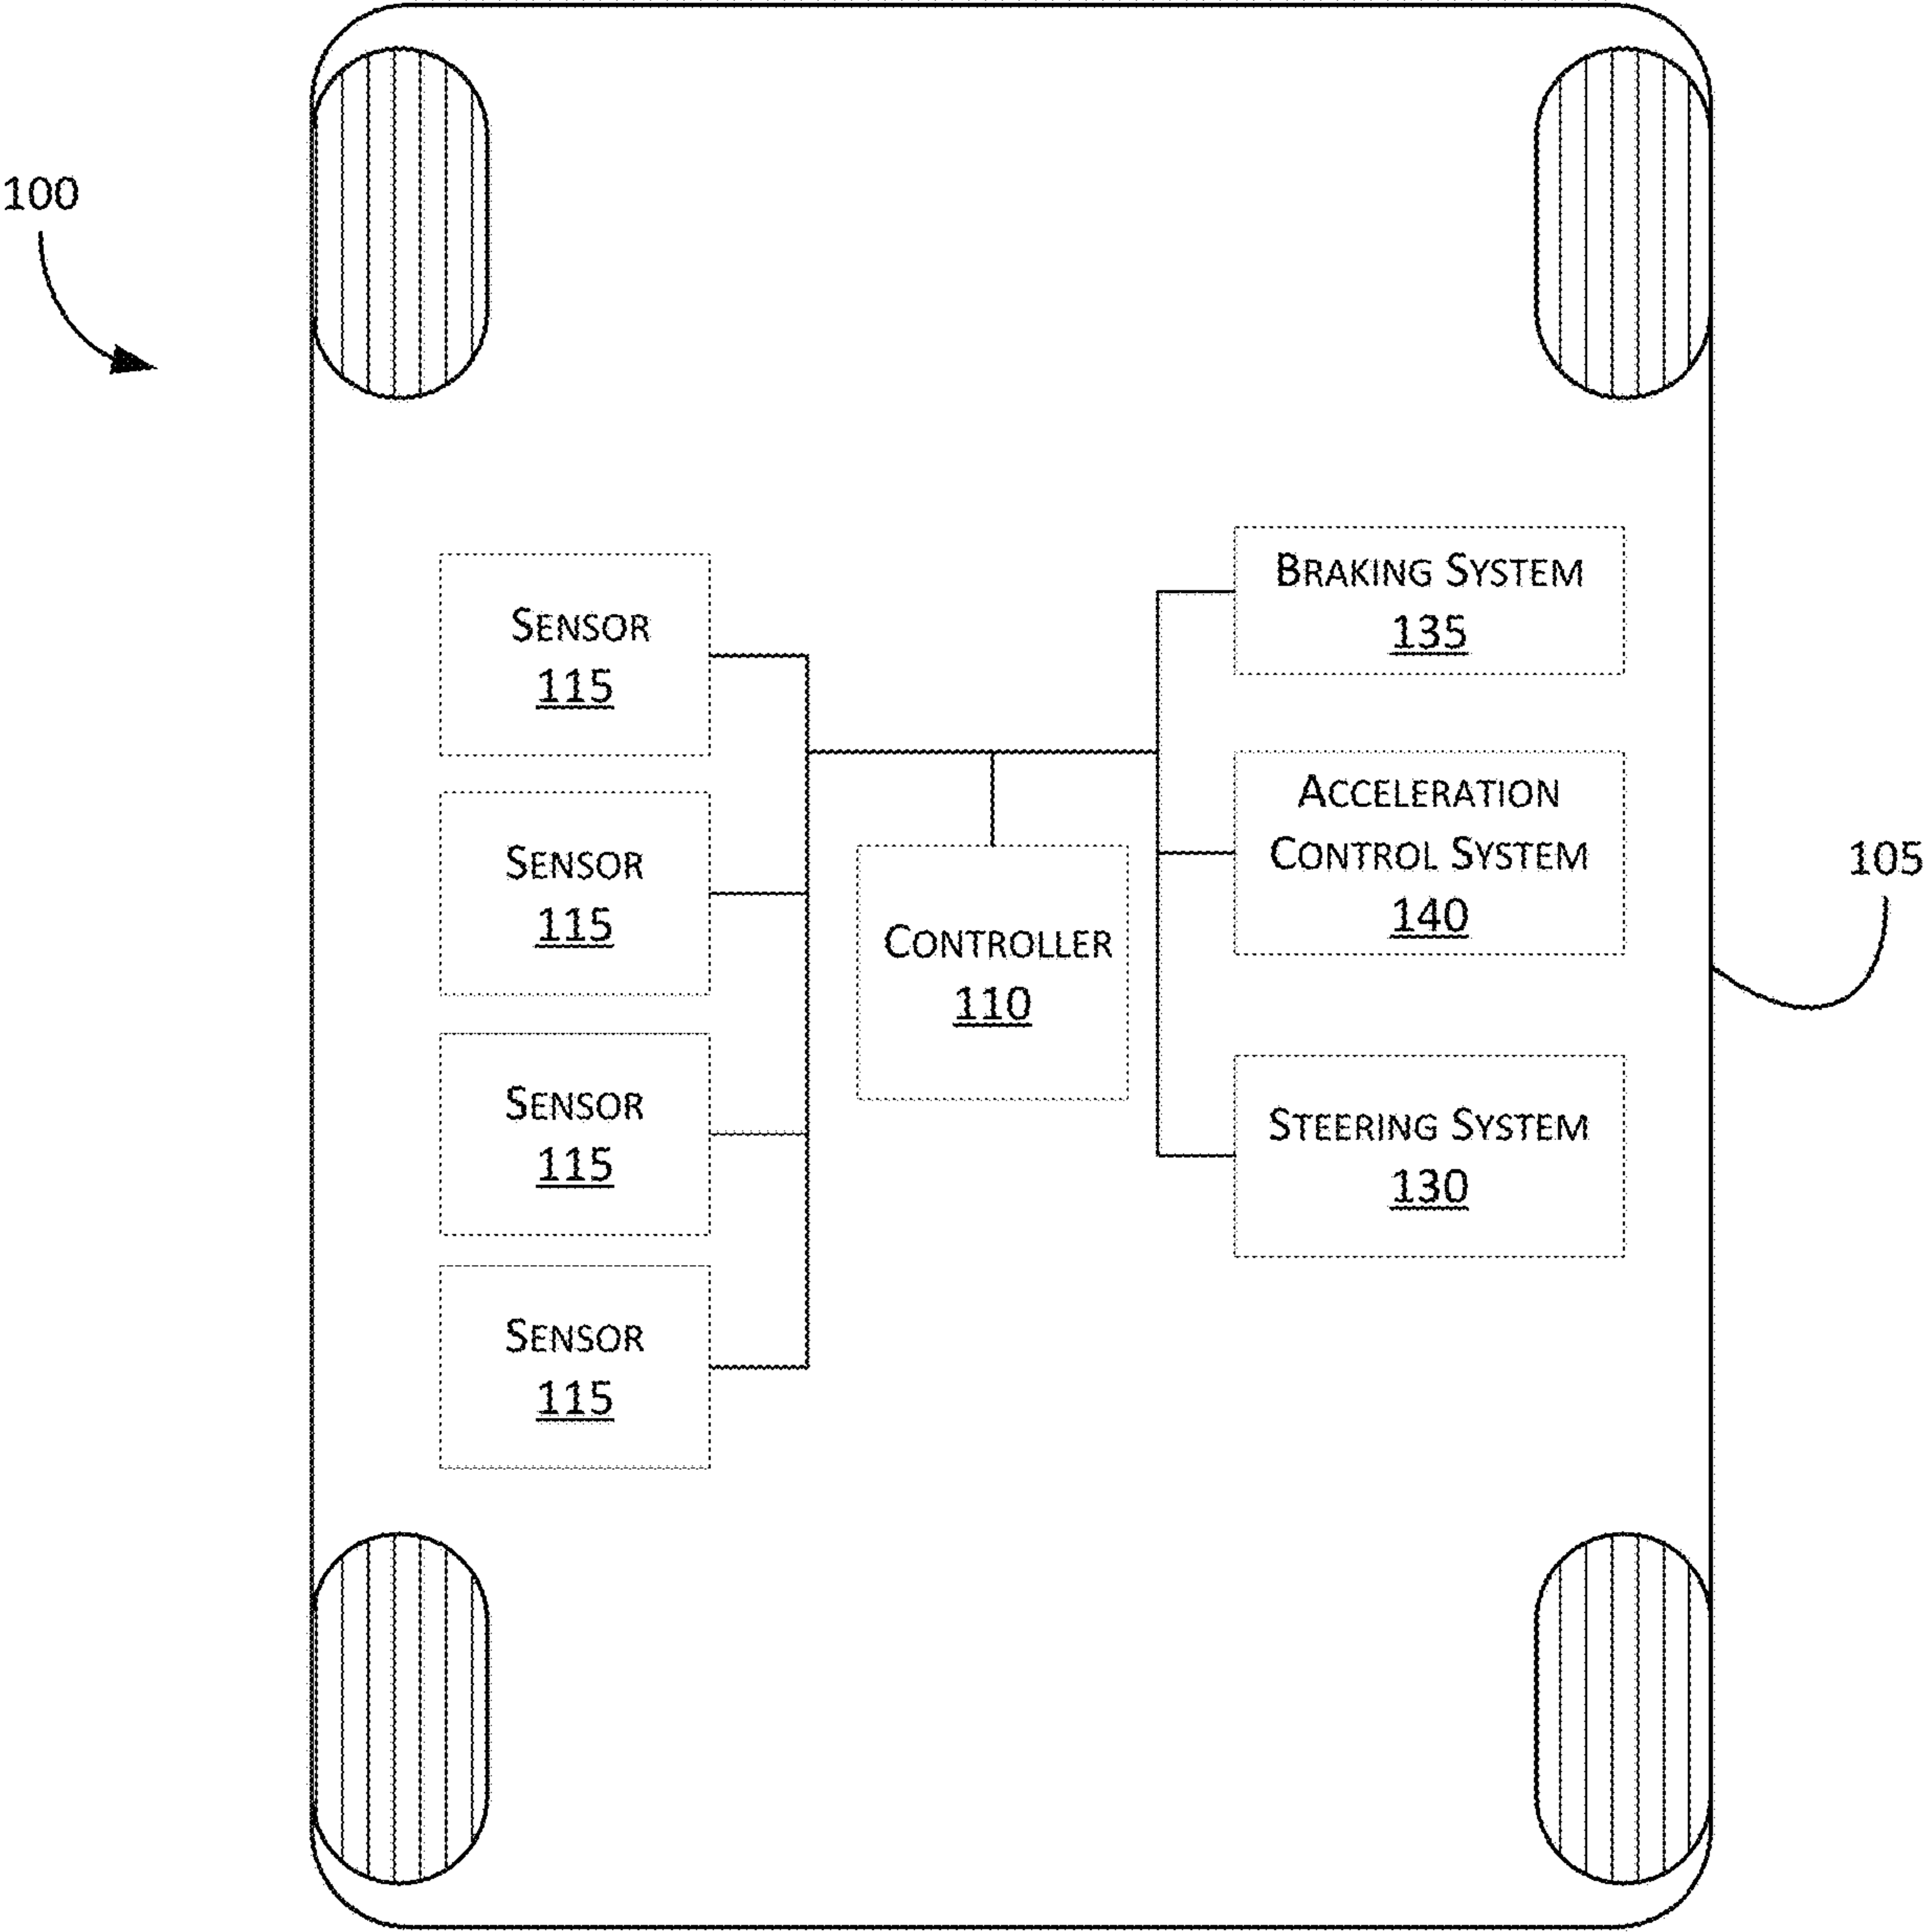 100
SENSOR
115
SENSOR
115
SENSOR
115
SENSOR
115
CONTROLLER
110
BRAKING SYSTEM
135
ACCELERATION
CONTROL SYSTEM
140
STEERING SYSTEM
130
105